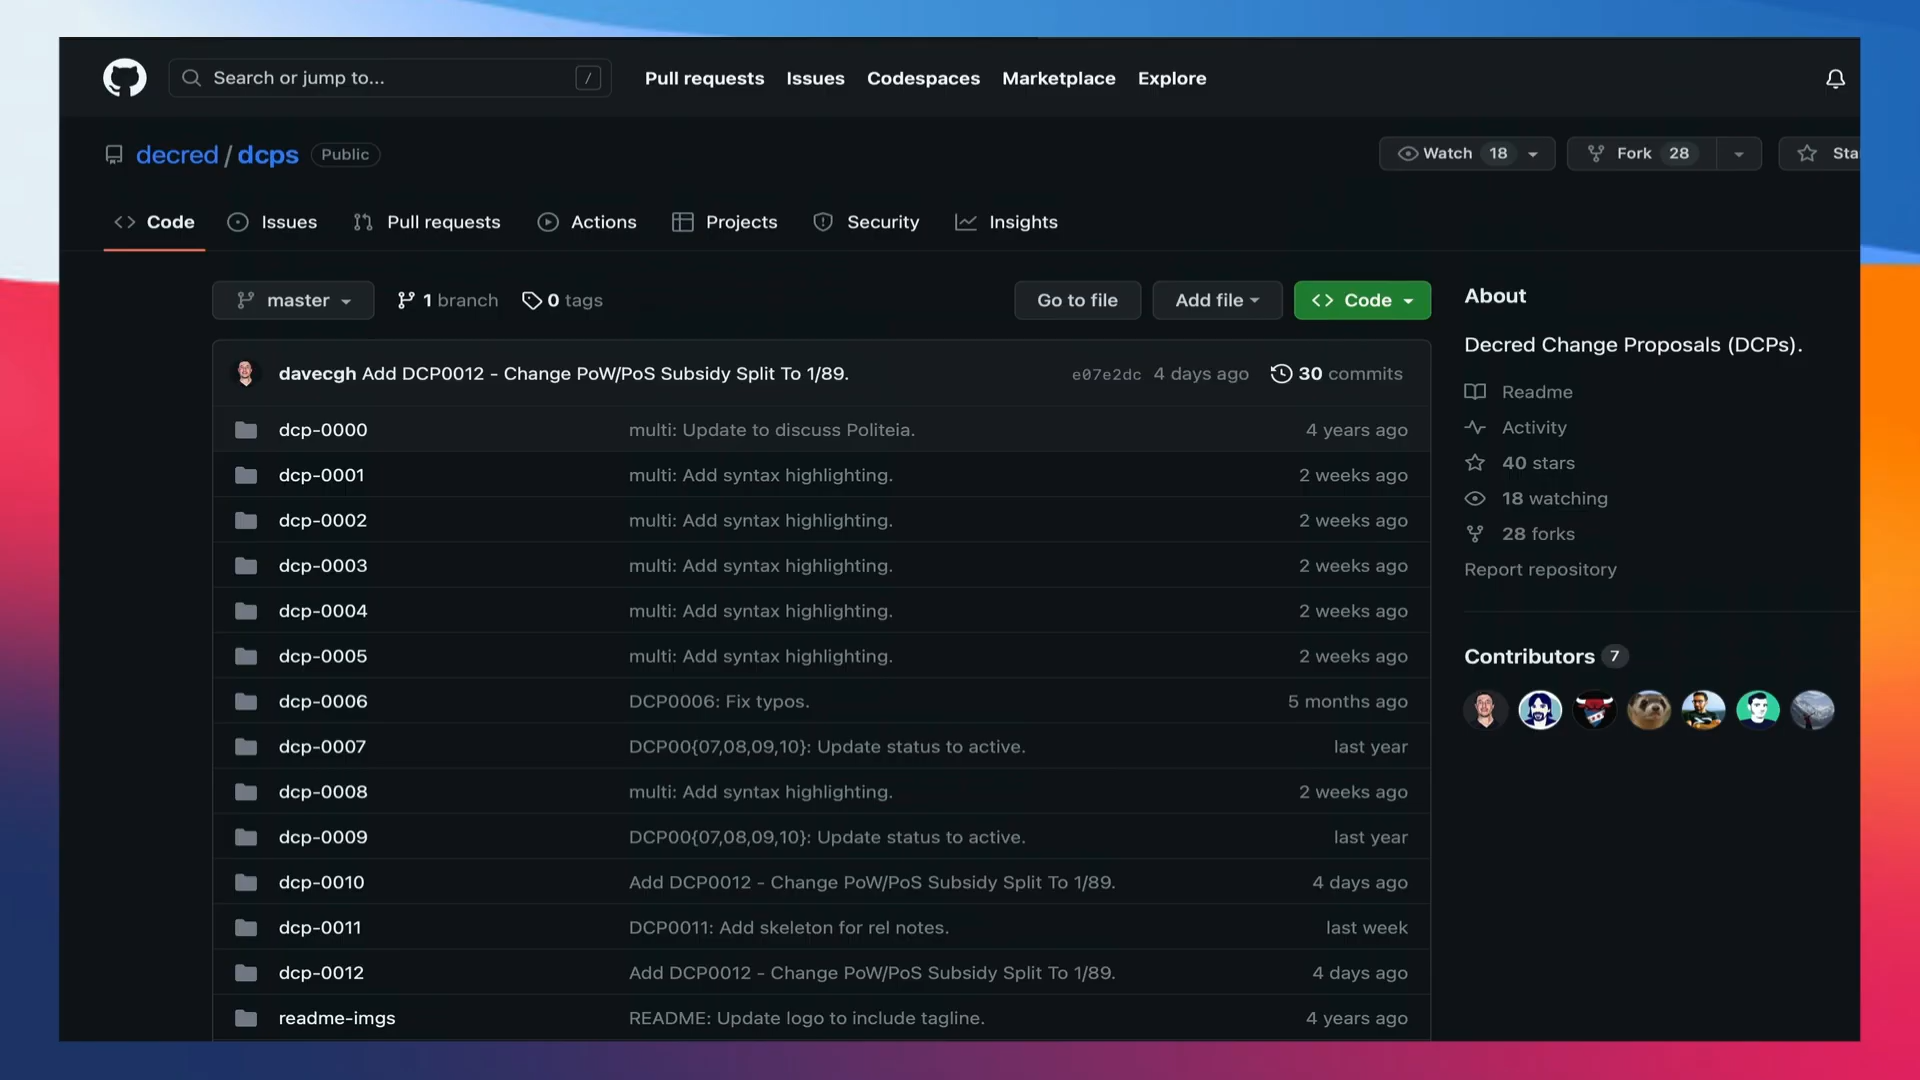 Search or jump to... /
Pull requests Issues Codespaces Marketplace Explore
decred / dcps Public
Watch 18 Fork 28 Sta
Code Issues Pull requests Actions Projects Security Insights
master 1 branch 0 tags Go to file Add file Code
davecgh Add DCP0012 - Change PoW/PoS Subsidy Split To 1/89. e07e2dc 4 days ago 30 commits
dcp-0000 multi: Update to discuss Politeia. 4 years ago
dcp-0001 multi: Add syntax highlighting. 2 weeks ago
dcp-0002 multi: Add syntax highlighting. 2 weeks ago
dcp-0003 multi: Add syntax highlighting. 2 weeks ago
dcp-0004 multi: Add syntax highlighting. 2 weeks ago
dcp-0005 multi: Add syntax highlighting. 2 weeks ago
dcp-0006 DCP0006: Fix typos. 5 months ago
dcp-0007 DCP00{07,08,09,10}: Update status to active. last year
dcp-0008 multi: Add syntax highlighting. 2 weeks ago
dcp-0009 DCP00{07,08,09,10}: Update status to active. last year
dcp-0010 Add DCP0012 - Change PoW/PoS Subsidy Split To 1/89. 4 days ago
dcp-0011 DCP0011: Add skeleton for rel notes. last week
dcp-0012 Add DCP0012 - Change PoW/PoS Subsidy Split To 1/89. 4 days ago
readme-imgs README: Update logo to include tagline. 4 years ago
About
Decred Change Proposals (DCPs).
Readme
Activity
40 stars
18 watching
28 forks
Report repository
Contributors 7